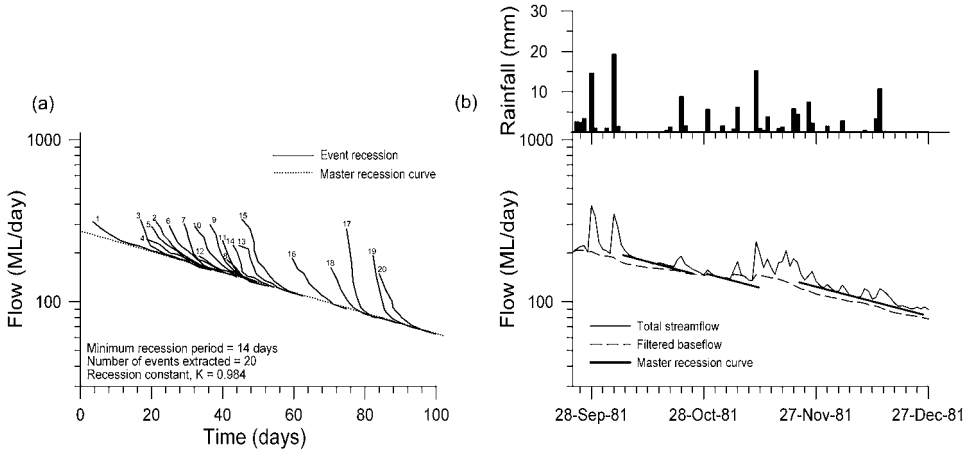 (a)
1000
100
Flow (ML/day)
Event recession
Master recession curve
1
3
2
5
4
6
7
10
9
12
11
8
14
13
15
16
17
18
19
20
Minimum recession period = 14 days
Number of events extracted = 20
Recession constant, K = 0.984
0
20
40
60
80
100
Time (days)
(b)
30
20
10
0
Rainfall (mm)
1000
100
Flow (ML/day)
Total streamflow
Filtered baseflow
Master recession curve
28-Sep-81
28-Oct-81
27-Nov-81
27-Dec-81